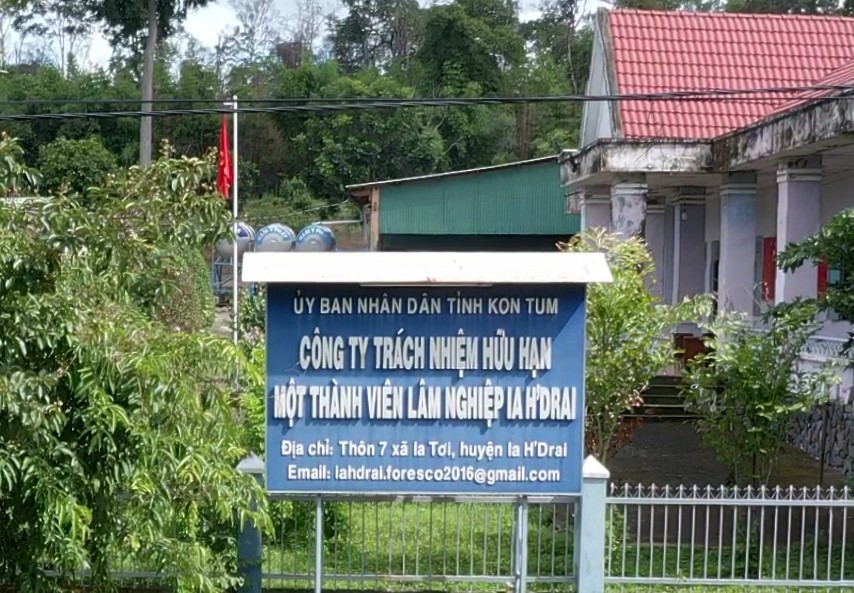 ỦY BAN NHÂN DÂN TỈNH KON TUM
CÔNG TY TRÁCH NHIỆM HỮU HẠN
MỘT THÀNH VIÊN LÂM NGHIỆP IA H'DRAI
Địa chỉ: Thôn 7 xã Ia Tơi, huyện Ia H'Drai
Email: iahdrai.foresco2016@gmail.com